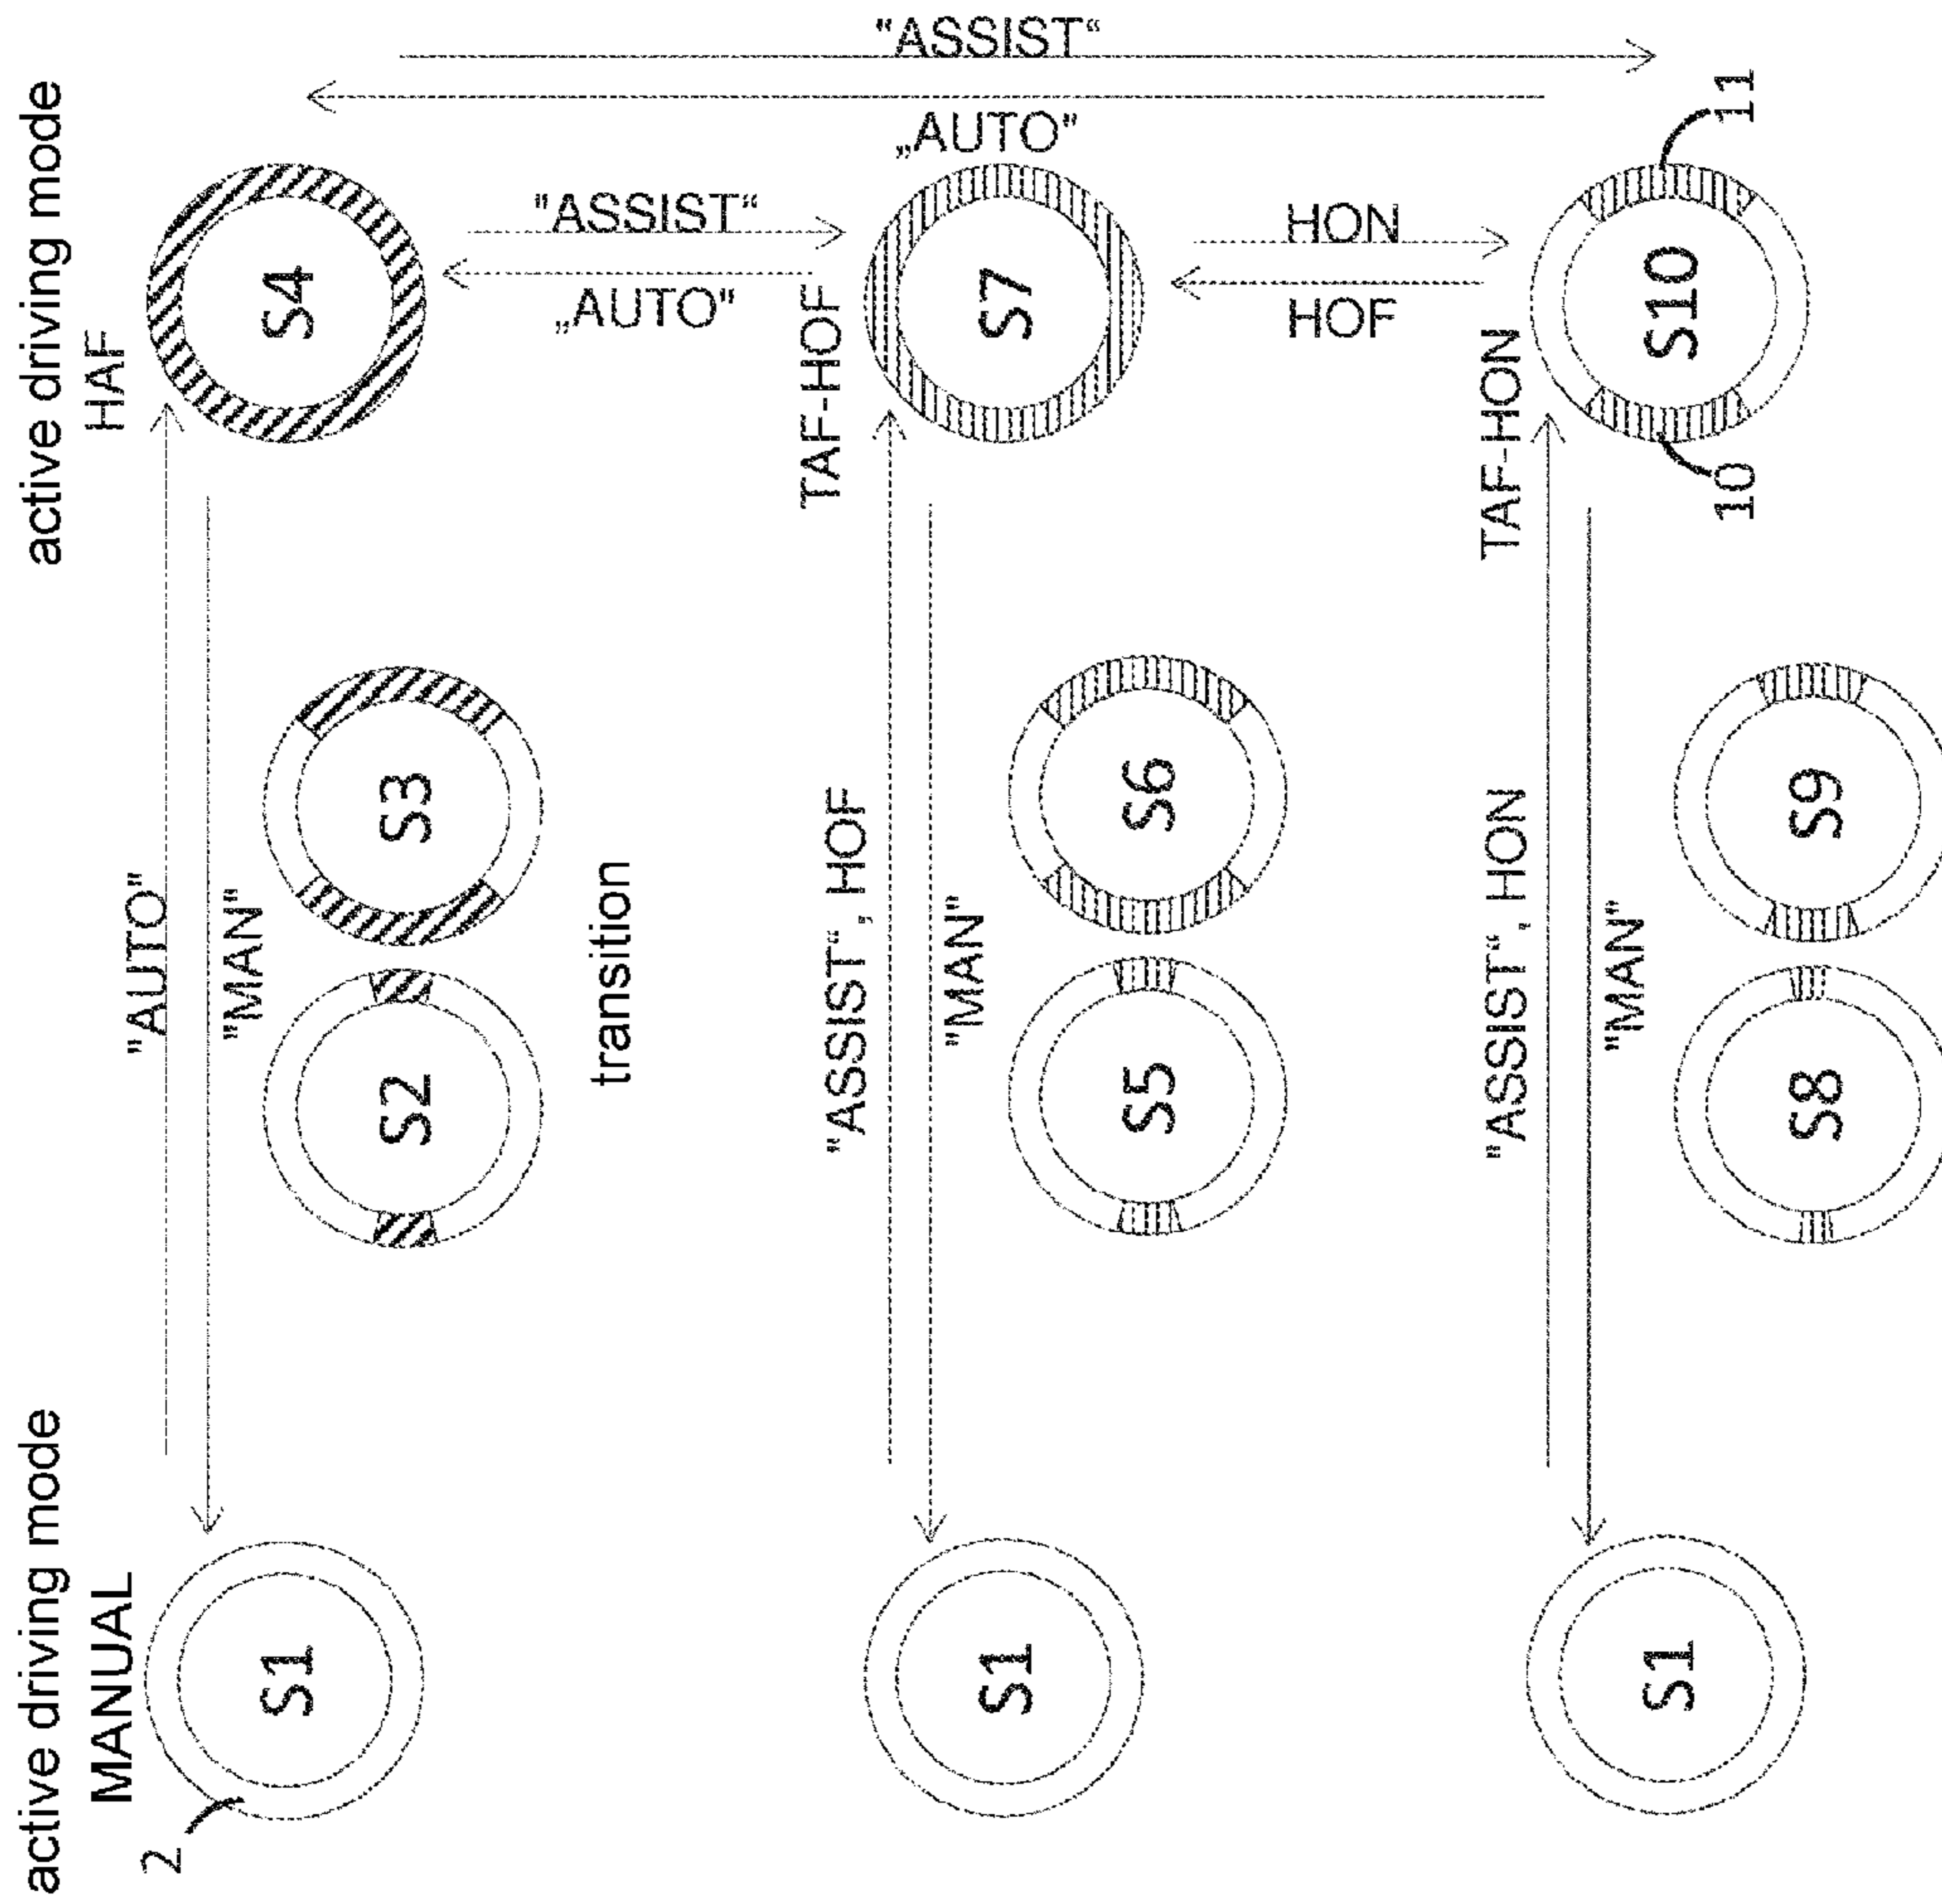 active driving mode
active driving mode
MANUAL
HAF
2
"AUTO"
"MAN"
S1
S2
S3
S4
transition
"ASSIST“
„AUTO"
"ASSIST“
„AUTO"
TAF-HOF
"ASSIST“, HOF
"MAN"
S1
S5
S6
S7
HON
HOF
TAF-HON
"ASSIST“, HON
"MAN"
S1
S8
S9
S10
10
11